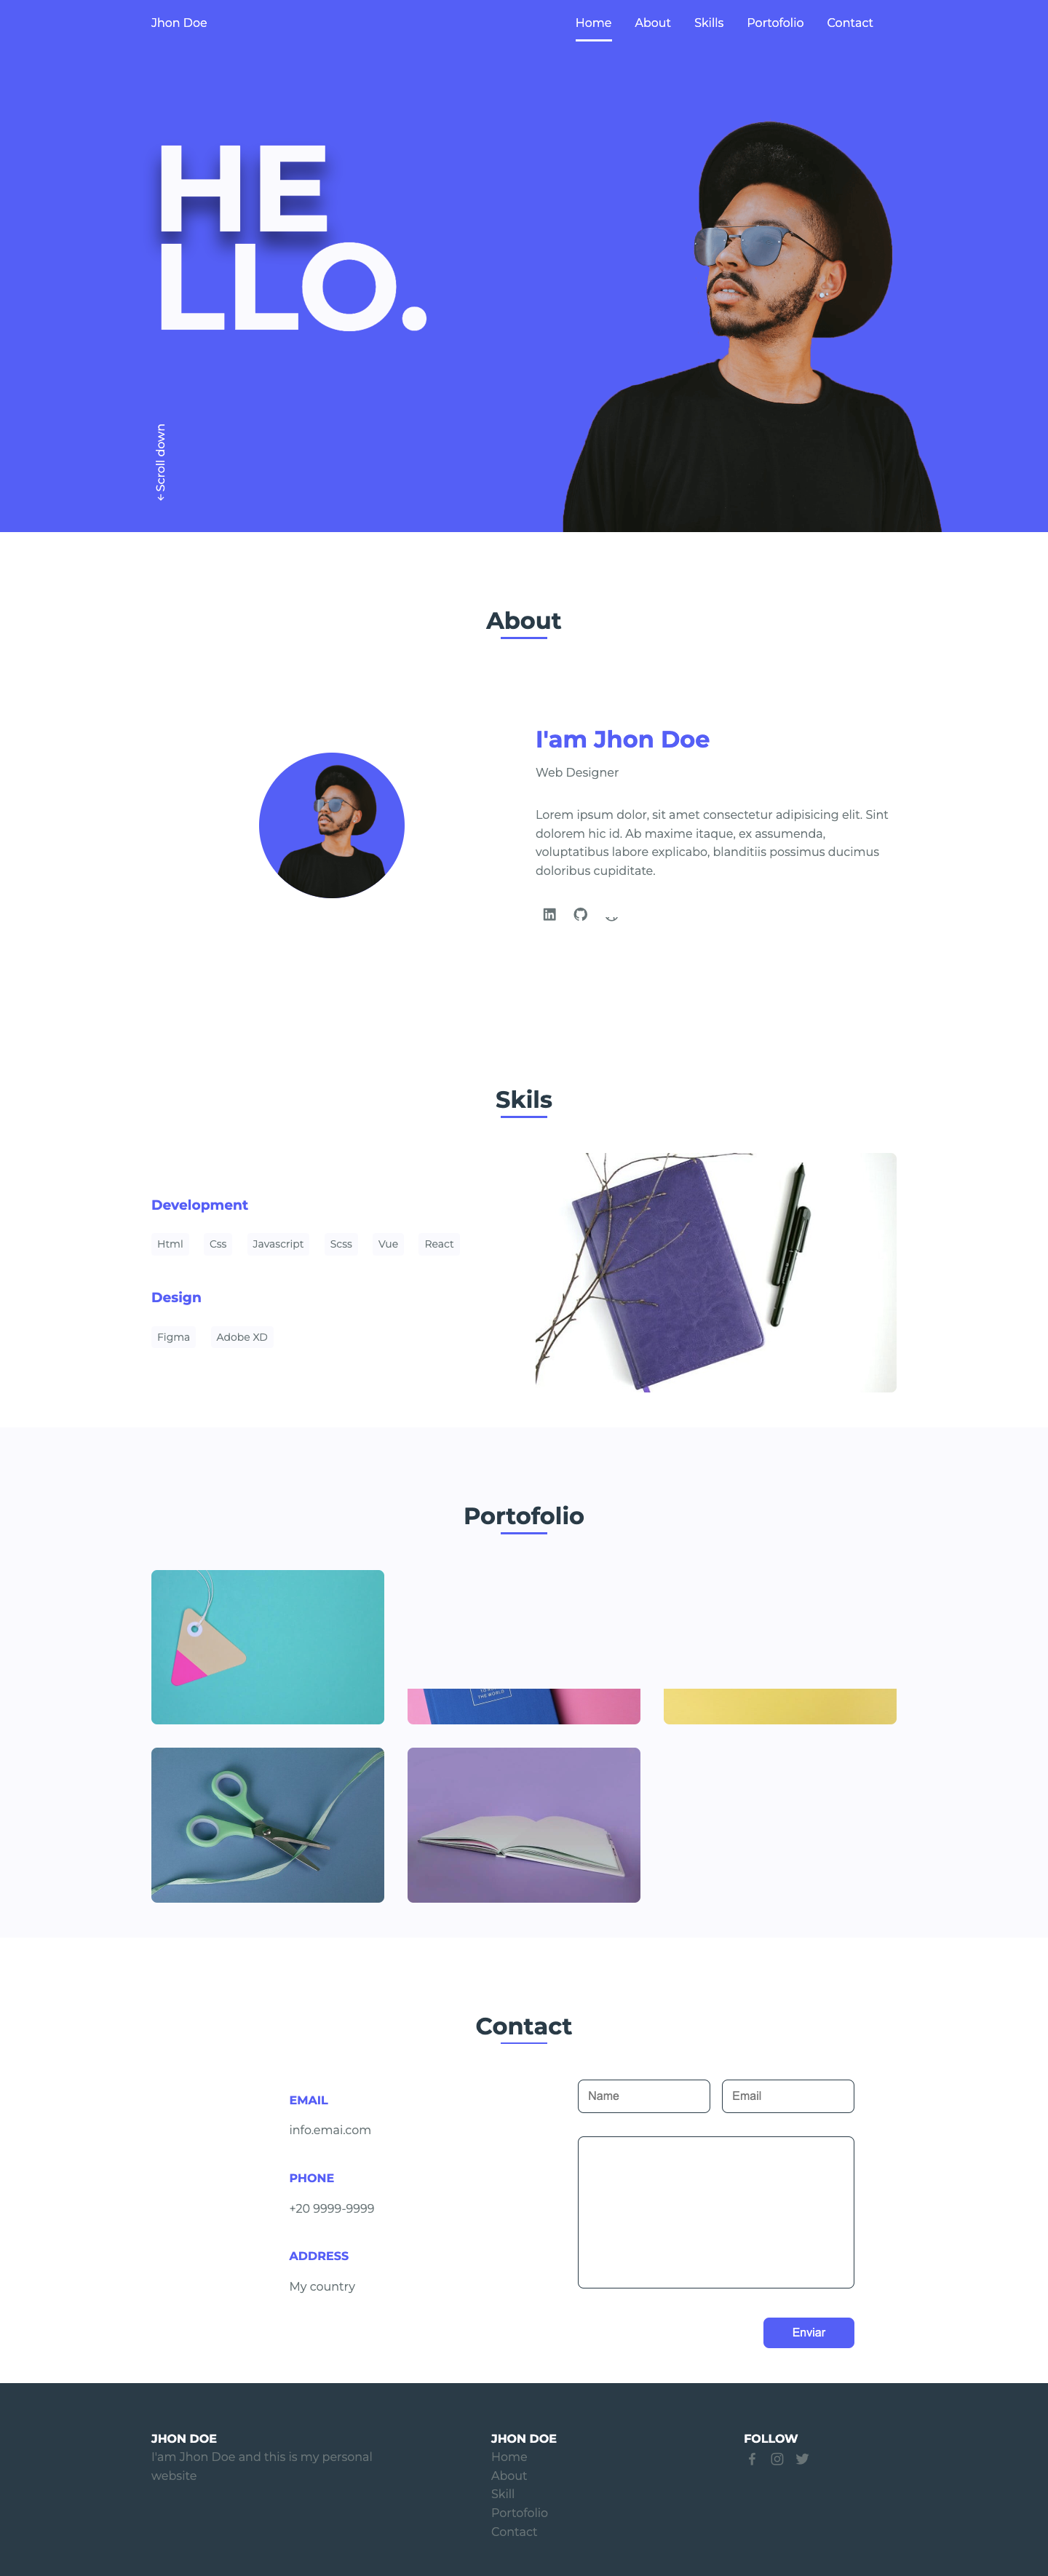 Jhon Doe
Home About Skills Portofolio Contact
HE
LLO.
← Scroll down
About
I'am Jhon Doe
Web Designer
Lorem ipsum dolor, sit amet consectetur adipisicing elit. Sint
dolorem hic id. Ab maxime itaque, ex assumenda,
voluptatibus labore explicabo, blanditiis possimus ducimus
doloribus cupiditate.
Skils
Development
Html Css Javascript Scss Vue React
Design
Figma Adobe XD
Portofolio
THE WORLD
Contact
EMAIL
info.emai.com
PHONE
+20 9999-9999
ADDRESS
My country
Name Email
Enviar
JHON DOE
I'am Jhon Doe and this is my personal
website
JHON DOE
Home
About
Skill
Portofolio
Contact
FOLLOW